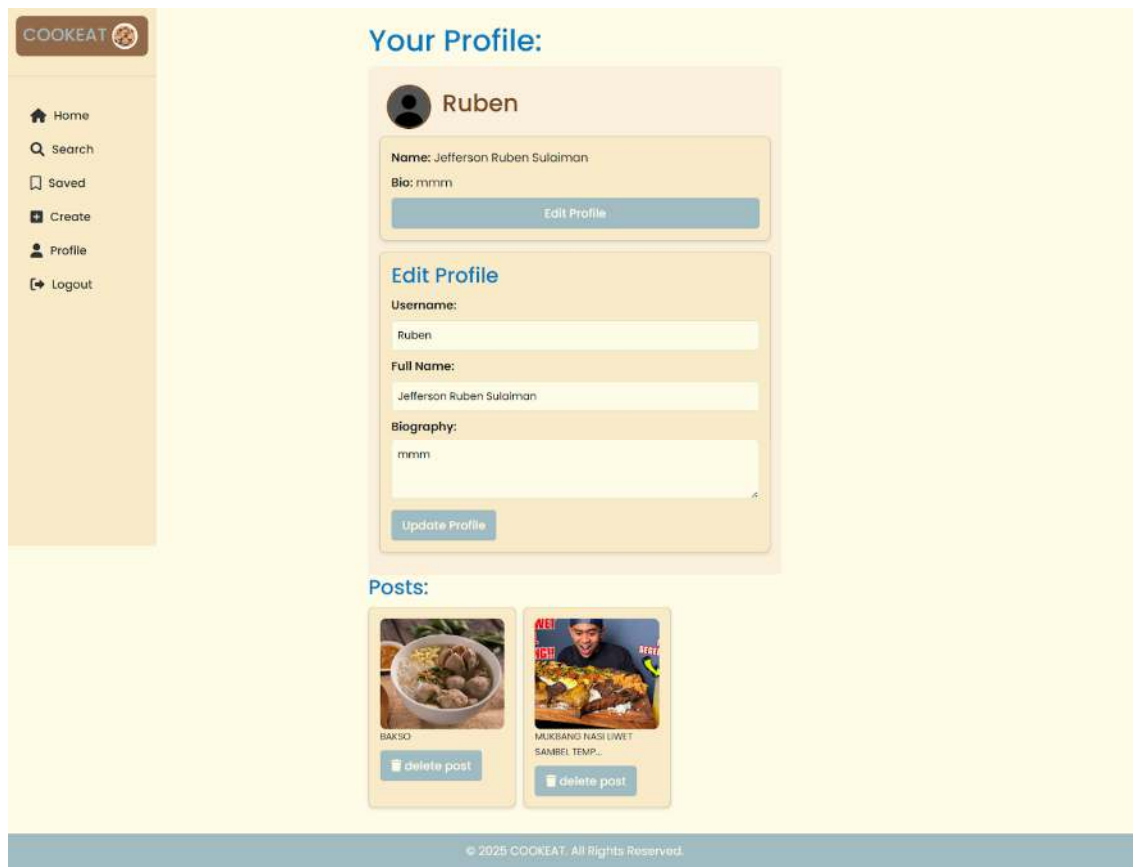 COOKEAT
Home
Search
Saved
Create
Profile
Logout
Your Profile:
Ruben
Name: Jefferson Ruben Sulaiman
Bio: mmm
Edit Profile
Edit Profile
Username:
Ruben
Full Name:
Jefferson Ruben Sulaiman
Biography:
mmm
Update Profile
Posts:
BAKSO
delete post
MUKBANG NASI LIWET
SAMBEL TEMP...
delete post
© 2025 COOKEAT. All Rights Reserved.